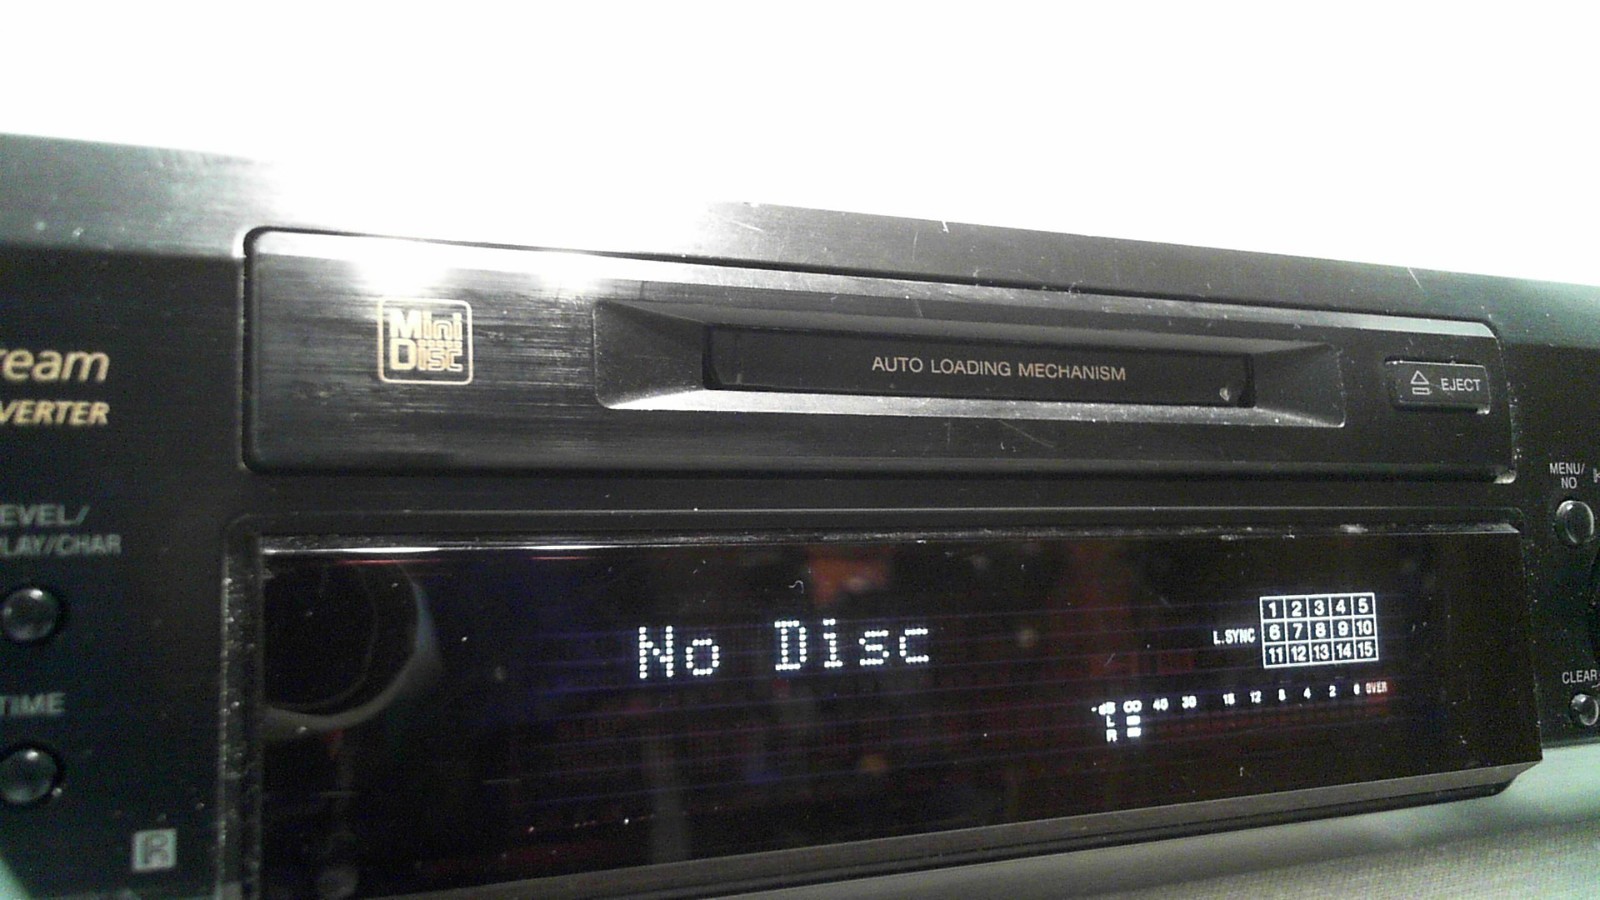 Mini
Disc
AUTO LOADING MECHANISM
EJECT
ream
VERTER
EVEL/
LAY/CHAR
TIME
R
MENU/
NO
CLEAR
No Disc
L.SYNC
1 2 3 4 5
6 7 8 9 10
11 12 13 14 15
-dB ∞ 40 30 16 12 8 4 2 0 OVER
L
R